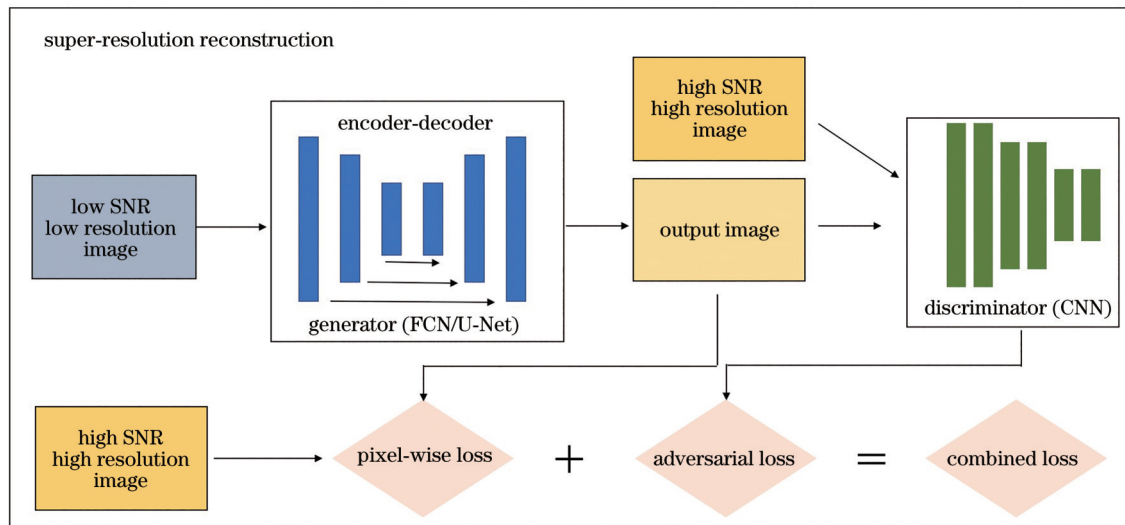 super-resolution reconstruction
high SNR
high resolution
image
encoder-decoder
low SNR
low resolution
image
output image
generator (FCN/U-Net)
discriminator (CNN)
high SNR
high resolution
image
pixel-wise loss
+
adversarial loss
=
combined loss